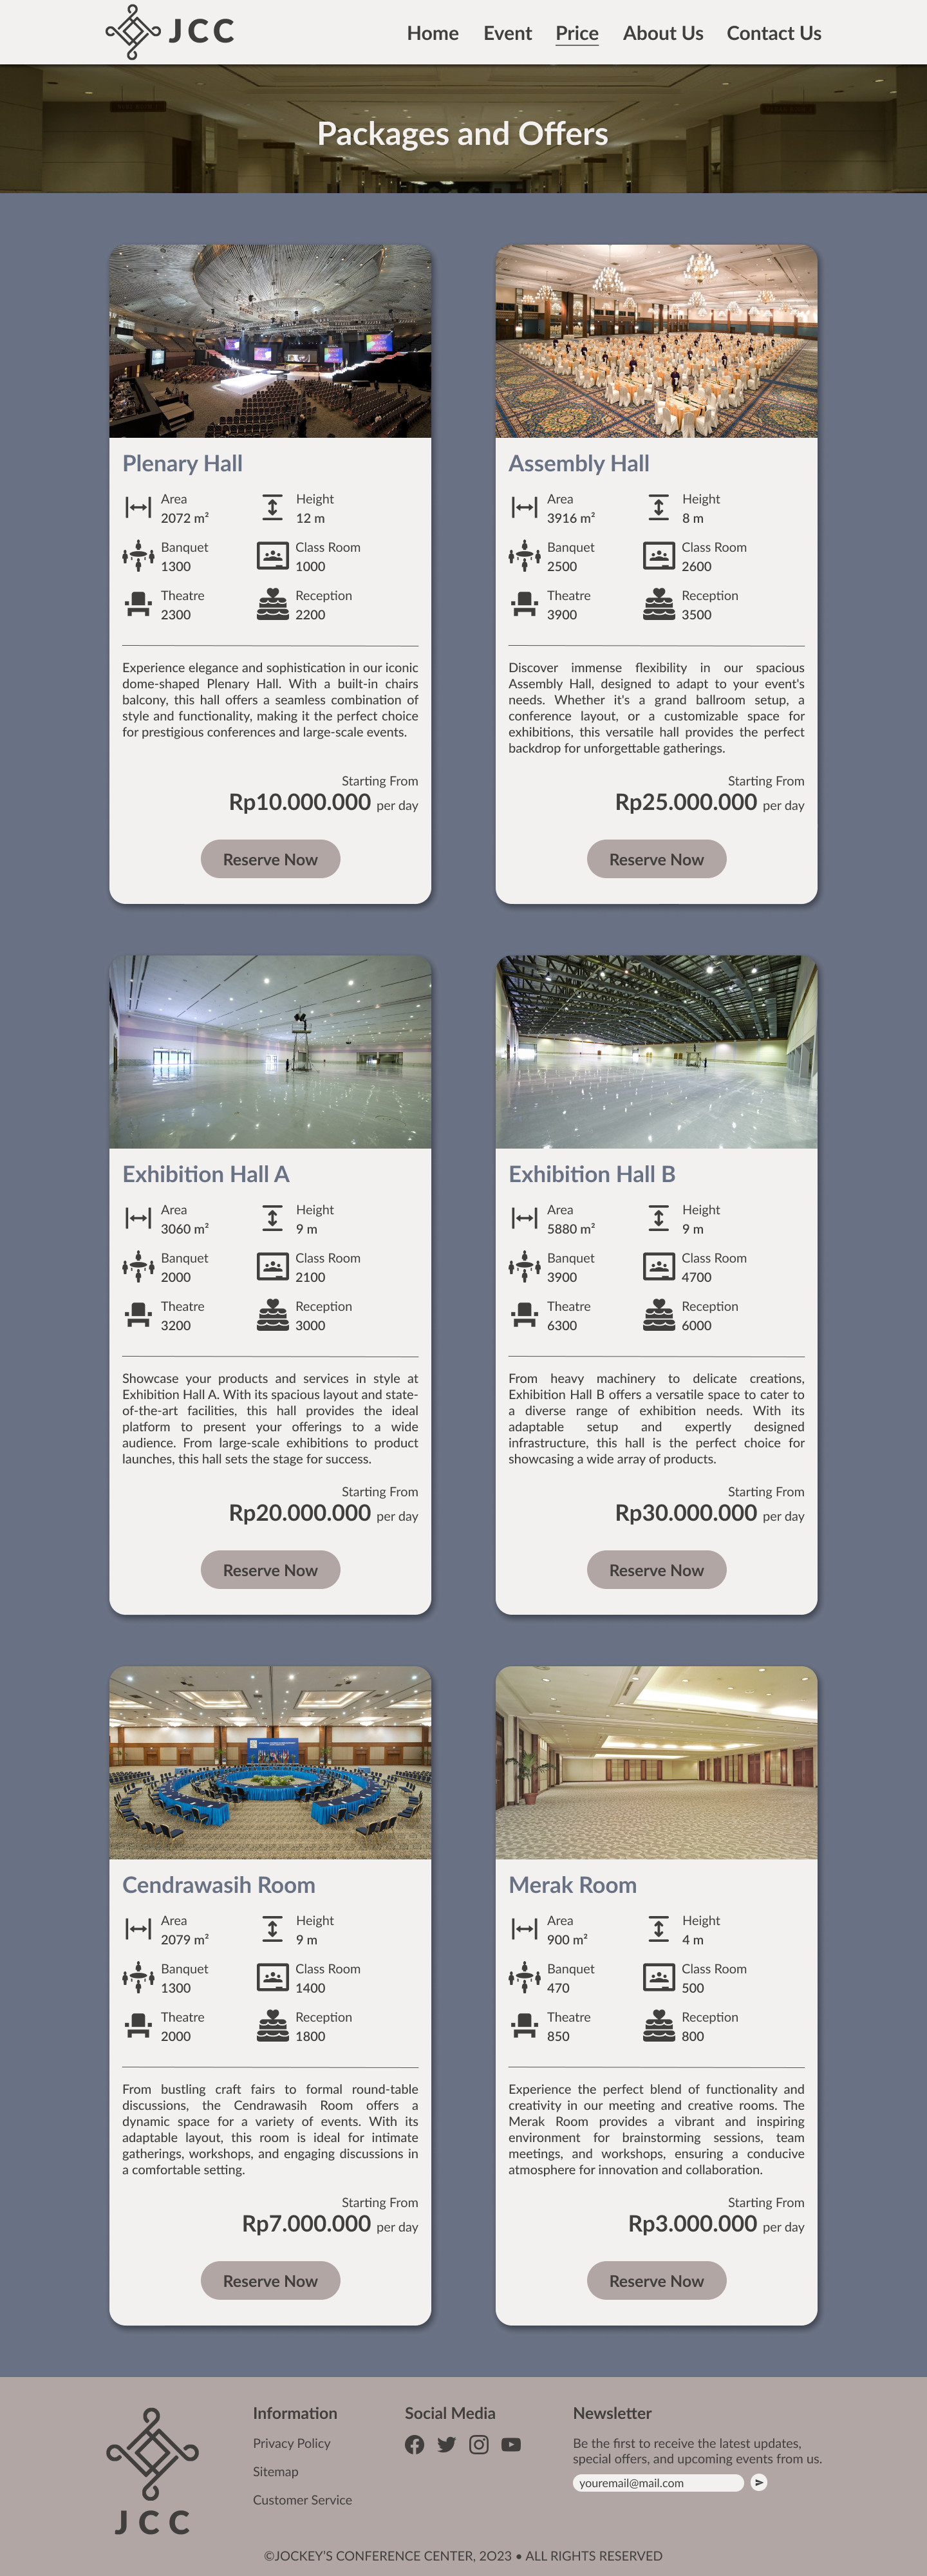 JCC
Home Event Price About Us Contact Us
Packages and Offers
Plenary Hall
Area Height
2072 m² 12 m
Banquet Class Room
1300 1000
Theatre Reception
2300 2200
Experience elegance and sophistication in our iconic
dome-shaped Plenary Hall. With a built-in chairs
balcony, this hall offers a seamless combination of
style and functionality, making it the perfect choice
for prestigious conferences and large-scale events.
Starting From
Rp10.000.000 per day
Reserve Now
Assembly Hall
Area Height
3916 m² 8 m
Banquet Class Room
2500 2600
Theatre Reception
3900 3500
Discover immense flexibility in our spacious
Assembly Hall, designed to adapt to your event's
needs. Whether it's a grand ballroom setup, a
conference layout, or a customizable space for
exhibitions, this versatile hall provides the perfect
backdrop for unforgettable gatherings.
Starting From
Rp25.000.000 per day
Reserve Now
Exhibition Hall A
Area Height
3060 m² 9 m
Banquet Class Room
2000 2100
Theatre Reception
3200 3000
Showcase your products and services in style at
Exhibition Hall A. With its spacious layout and state-
of-the-art facilities, this hall provides the ideal
platform to present your offerings to a wide
audience. From large-scale exhibitions to product
launches, this hall sets the stage for success.
Starting From
Rp20.000.000 per day
Reserve Now
Exhibition Hall B
Area Height
5880 m² 9 m
Banquet Class Room
3900 4700
Theatre Reception
6300 6000
From heavy machinery to delicate creations,
Exhibition Hall B offers a versatile space to cater to
a diverse range of exhibition needs. With its
adaptable setup and expertly designed
infrastructure, this hall is the perfect choice for
showcasing a wide array of products.
Starting From
Rp30.000.000 per day
Reserve Now
Cendrawasih Room
Area Height
2079 m² 9 m
Banquet Class Room
1300 1400
Theatre Reception
2000 1800
From bustling craft fairs to formal round-table
discussions, the Cendrawasih Room offers a
dynamic space for a variety of events. With its
adaptable layout, this room is ideal for intimate
gatherings, workshops, and engaging discussions in
a comfortable setting.
Starting From
Rp7.000.000 per day
Reserve Now
Merak Room
Area Height
900 m² 4 m
Banquet Class Room
470 500
Theatre Reception
850 800
Experience the perfect blend of functionality and
creativity in our meeting and creative rooms. The
Merak Room provides a vibrant and inspiring
environment for brainstorming sessions, team
meetings, and workshops, ensuring a conducive
atmosphere for innovation and collaboration.
Starting From
Rp3.000.000 per day
Reserve Now
JCC
Information
Privacy Policy
Sitemap
Customer Service
Social Media
Newsletter
Be the first to receive the latest updates,
special offers, and upcoming events from us.
youremail@mail.com
©JOCKEY'S CONFERENCE CENTER, 2023 • ALL RIGHTS RESERVED